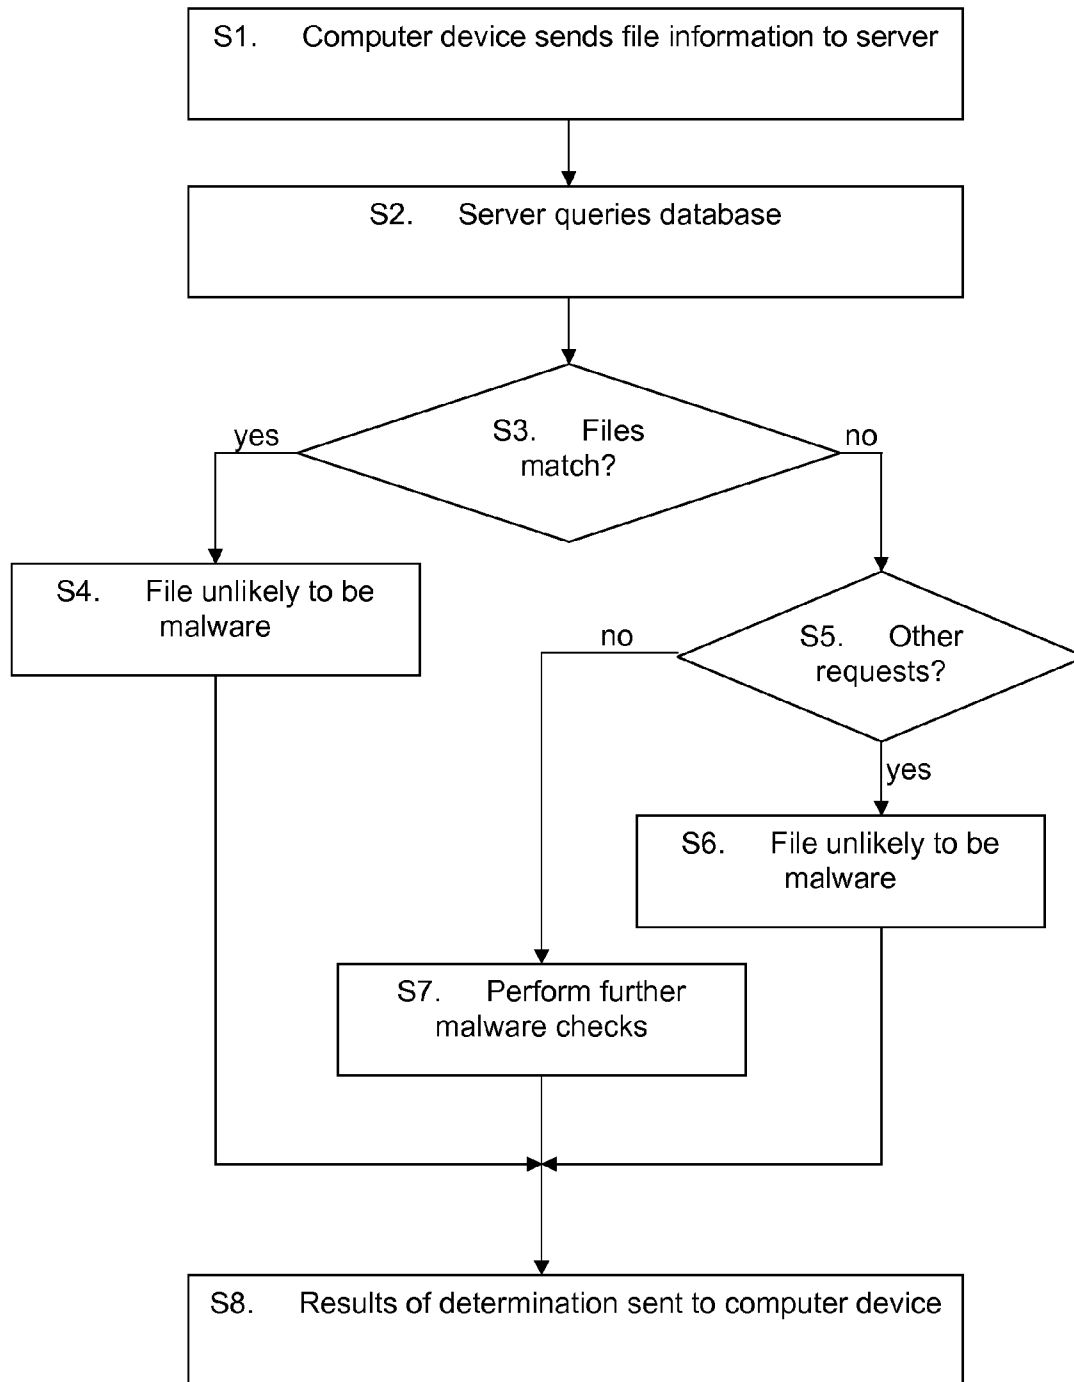 S1. Computer device sends file information to server
S2. Server queries database
S3. Files
match?
yes
no
S4. File unlikely to be
malware
S5. Other
requests?
no
yes
S6. File unlikely to be
malware
S7. Perform further
malware checks
S8. Results of determination sent to computer device